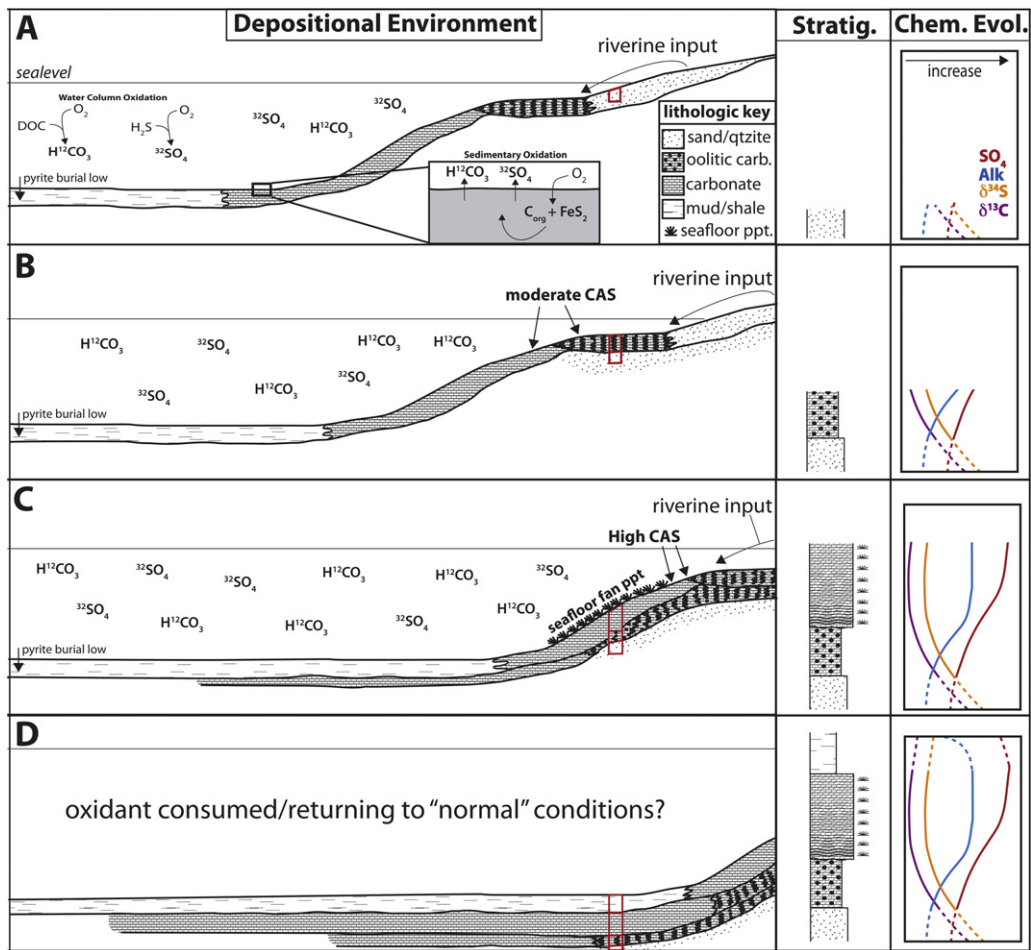 Depositional Environment
Stratig.
Chem. Evol.
A
riverine input
sealevel
Water Column Oxidation
O₂
DOC
H¹²CO₃
O₂
H₂S
³²SO₄
³²SO₄
H¹²CO₃
³²SO₄
pyrite burial low
Sedimentary Oxidation
H¹²CO₃
³²SO₄
O₂
C_org + FeS₂
lithologic key
sand/qtzite
oolitic carb.
carbonate
mud/shale
seafloor ppt.
increase
SO₄
Alk
δ³⁴S
δ¹³C
B
riverine input
moderate CAS
H¹²CO₃
³²SO₄
H¹²CO₃
H¹²CO₃
³²SO₄
H¹²CO₃
³²SO₄
pyrite burial low
C
riverine input
High CAS
seafloor fan ppt
H¹²CO₃
³²SO₄
³²SO₄
H¹²CO₃
H¹²CO₃
³²SO₄
³²SO₄
H¹²CO₃
H¹²CO₃
³²SO₄
H¹²CO₃
pyrite burial low
D
oxidant consumed/returning to “normal” conditions?